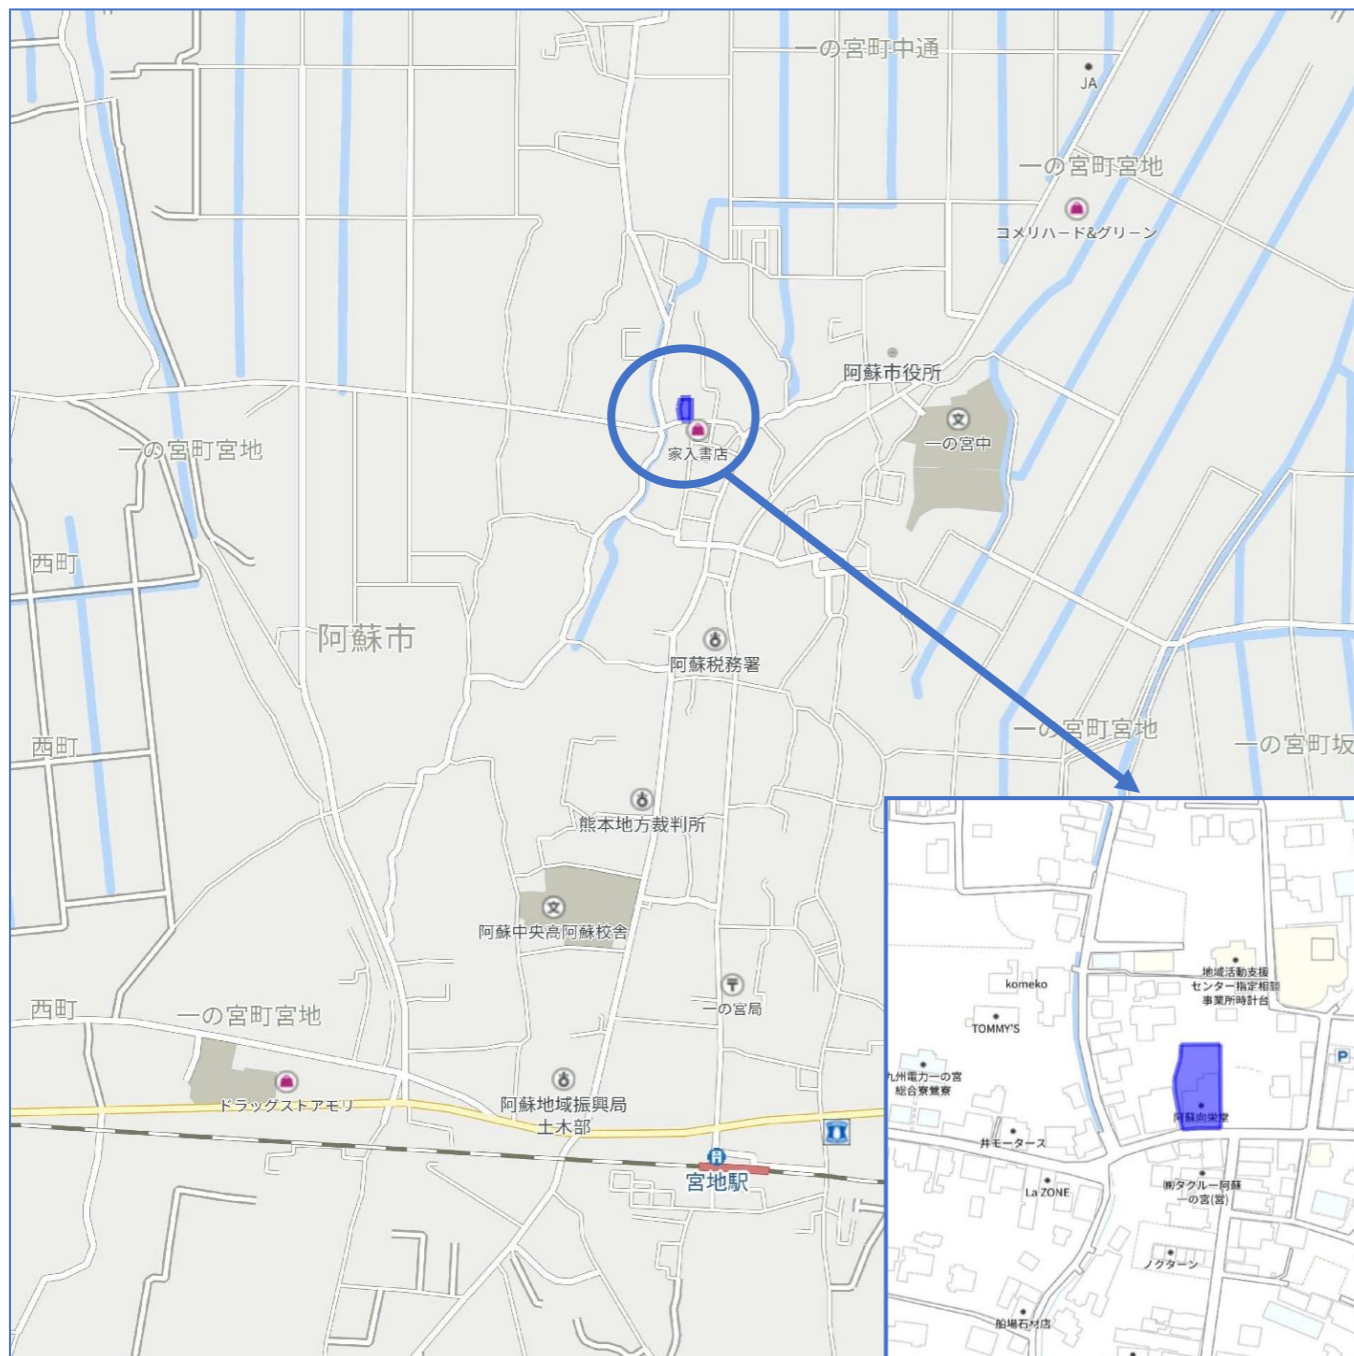 一の宮町中通
JA
一の宮町宮地
コメリハード&グリーン
阿蘇市役所
一の宮中
家入書店
一の宮町宮地
西町
阿蘇市
阿蘇税務署
一の宮町宮地
一の宮町坂
西町
熊本地方裁判所
阿蘇中央高阿蘇校舎
一の宮局
西町
一の宮町宮地
ドラッグストアモリ
阿蘇地域振興局
土木部
宮地駅
komeko
TOMMY'S
地域活動支援
センター指定相談
事業所時計台
P
九州電力一の宮
総合寮鷺寮
阿蘇向栄堂
井モータース
La ZONE
㈱タクルー阿蘇
一の宮(営)
ノクターン
船場石材店